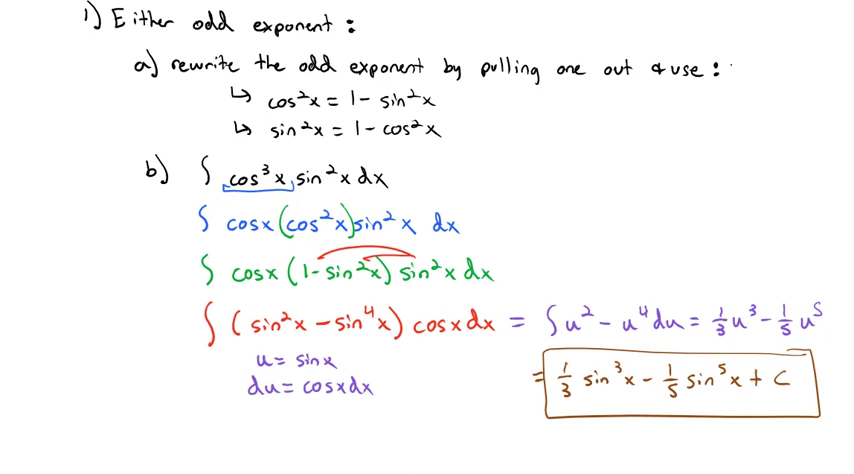 1) Either odd exponent :
a) rewrite the odd exponent by pulling one out & use :
↳ cos²x = 1 - sin²x
↳ sin²x = 1 - cos²x
b) ∫ cos³x sin²x dx
∫ cosx (cos²x) sin²x dx
∫ cosx (1 - sin²x) sin²x dx
∫ (sin²x - sin⁴x) cosx dx = ∫ u² - u⁴ du = 1/3 u³ - 1/5 u⁵
u = sinx
du = cosx dx
= 1/3 sin³x - 1/5 sin⁵x + C